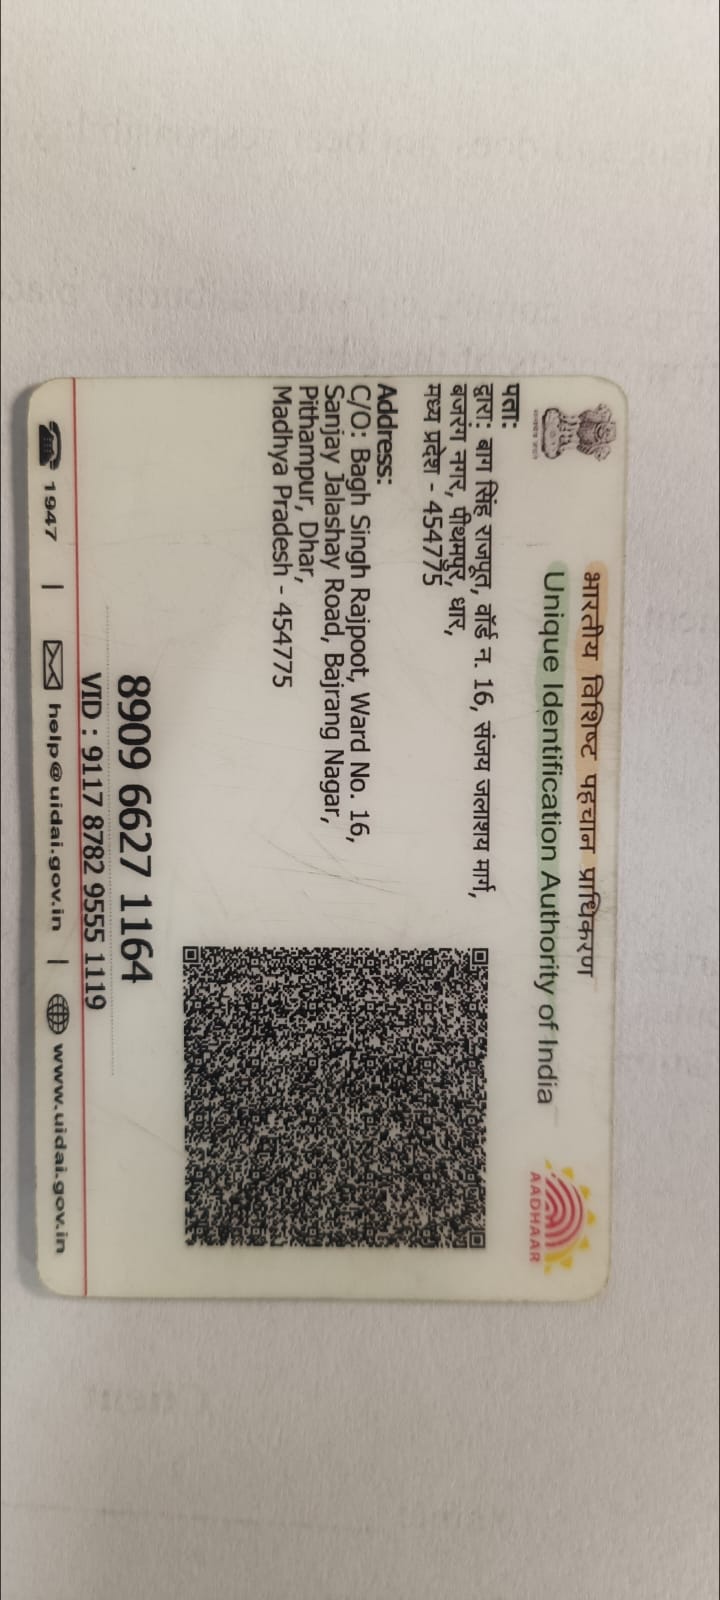 भारतीय विशिष्ट पहचान प्राधिकरण
Unique Identification Authority of India
AADHAAR
पता:
द्वारा: बाग सिंह राजपूत, वॉर्ड न. 16, संजय जलाशय मार्ग,
बजरंग नगर, पीथमपुर, धार,
मध्य प्रदेश - 454775
Address:
C/O: Bagh Singh Rajpoot, Ward No. 16,
Sanjay Jalashay Road, Bajrang Nagar,
Pithampur, Dhar,
Madhya Pradesh - 454775
8909 6627 1164
VID : 9117 8782 9555 1119
1947 | help@uidai.gov.in | www.uidai.gov.in